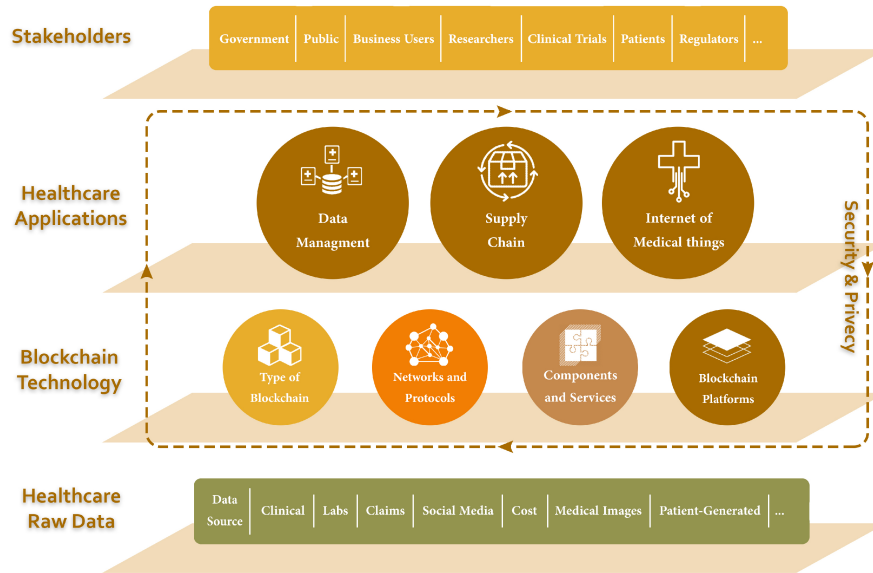 Stakeholders
Government Public Business Users Researchers Clinical Trials Patients Regulators ...
Healthcare
Applications
Data
Managment
Supply
Chain
Internet of
Medical things
Security & Privecy
Blockchain
Technology
Type of
Blockchain
Networks and
Protocols
Components
and Services
Blockchain
Platforms
Healthcare
Raw Data
Data
Source
Clinical Labs Claims Social Media Cost Medical Images Patient-Generated ...